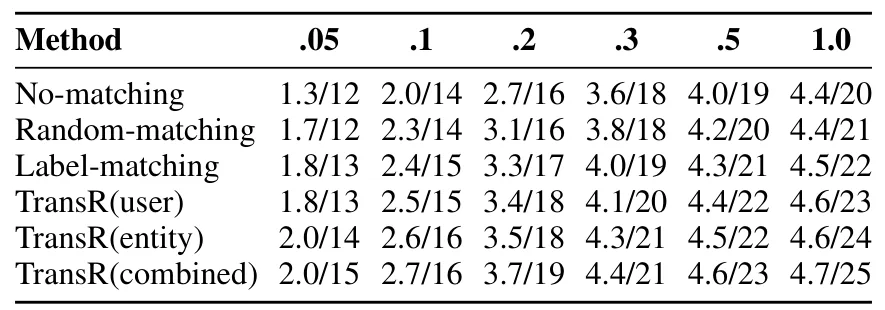 Method .05 .1 .2 .3 .5 1.0
No-matching 1.3/12 2.0/14 2.7/16 3.6/18 4.0/19 4.4/20
Random-matching 1.7/12 2.3/14 3.1/16 3.8/18 4.2/20 4.4/21
Label-matching 1.8/13 2.4/15 3.3/17 4.0/19 4.3/21 4.5/22
TransR(user) 1.8/13 2.5/15 3.4/18 4.1/20 4.4/22 4.6/23
TransR(entity) 2.0/14 2.6/16 3.5/18 4.3/21 4.5/22 4.6/24
TransR(combined) 2.0/15 2.7/16 3.7/19 4.4/21 4.6/23 4.7/25